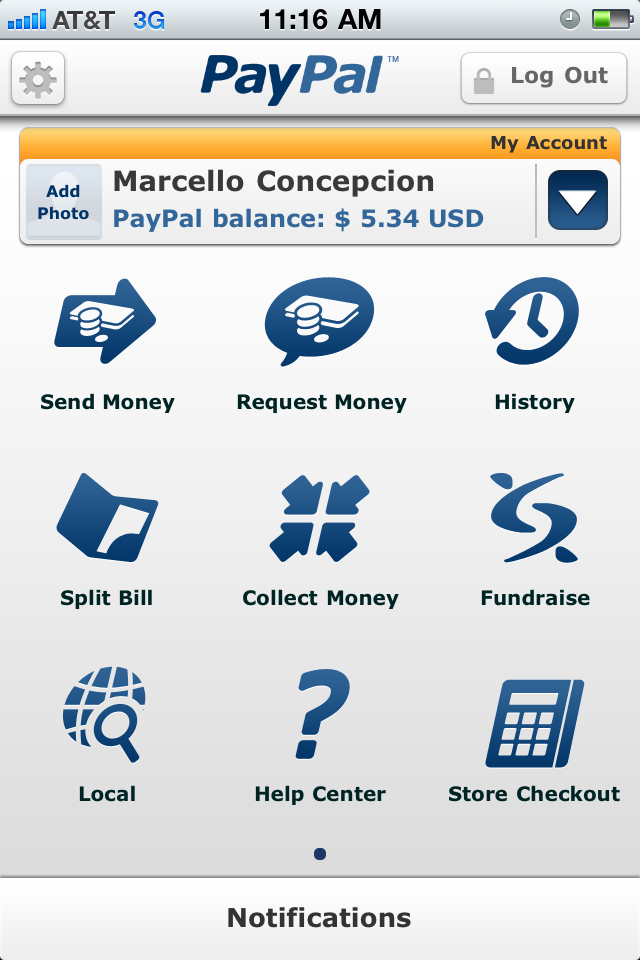 AT&T 3G 11:16 AM
PayPal™ Log Out
My Account
Add Photo
Marcello Concepcion
PayPal balance: $ 5.34 USD
Send Money Request Money History
Split Bill Collect Money Fundraise
Local Help Center Store Checkout
Notifications